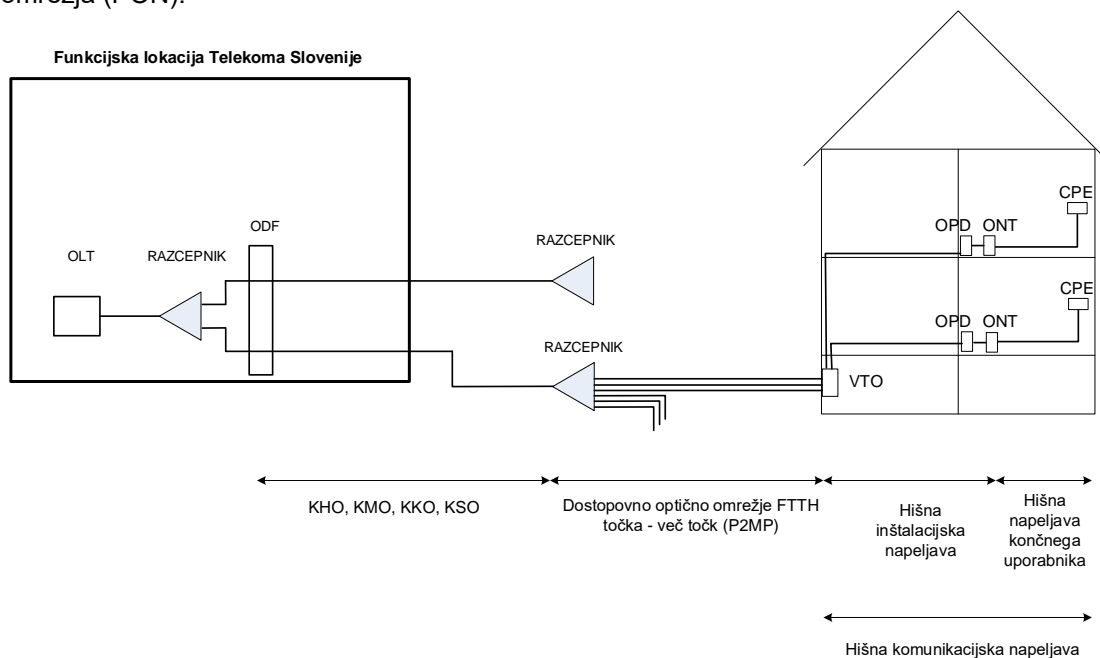 omrežja (PON).
Funkcijska lokacija Telekoma Slovenije
ODF
OLT
RAZCEPNIK
RAZCEPNIK
RAZCEPNIK
CPE
OPD ONT
CPE
OPD ONT
VTO
KHO, KMO, KKO, KSO
Dostopovno optično omrežje FTTH
točka - več točk (P2MP)
Hišna
inštalacijska
napeljava
Hišna
napeljava
končnega
uporabnika
Hišna komunikacijska napeljava